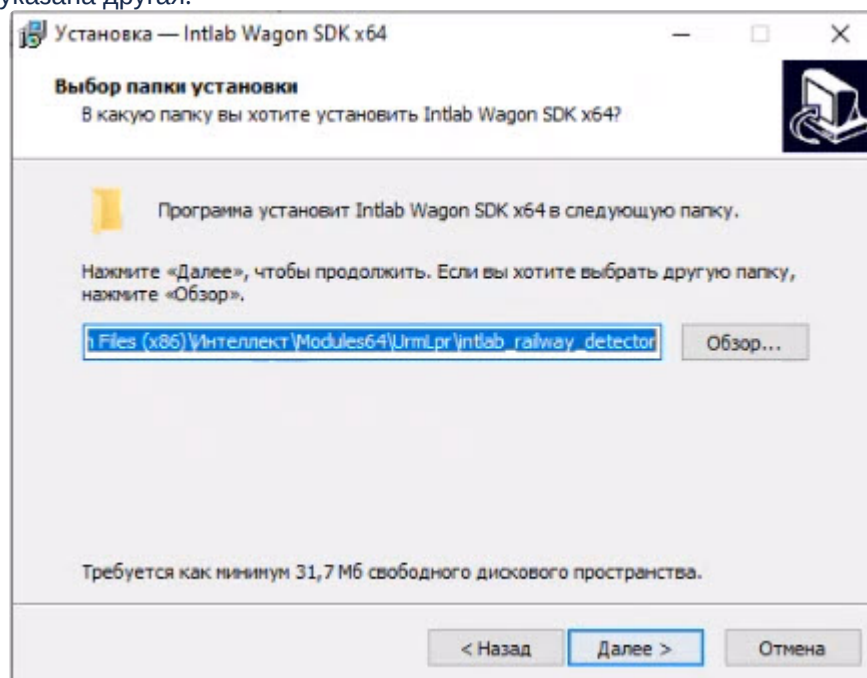 указана другая.
Установка — Intlab Wagon SDK x64
Выбор папки установки
В какую папку вы хотите установить Intlab Wagon SDK x64?
Программа установит Intlab Wagon SDK x64 в следующую папку.
Нажмите «Далее», чтобы продолжить. Если вы хотите выбрать другую папку,
нажмите «Обзор».
n Files (x86)\Интеллект\Modules64\UrmLpr\intlab_railway_detector
Обзор...
Требуется как минимум 31,7 Мб свободного дискового пространства.
< Назад
Далее >
Отмена